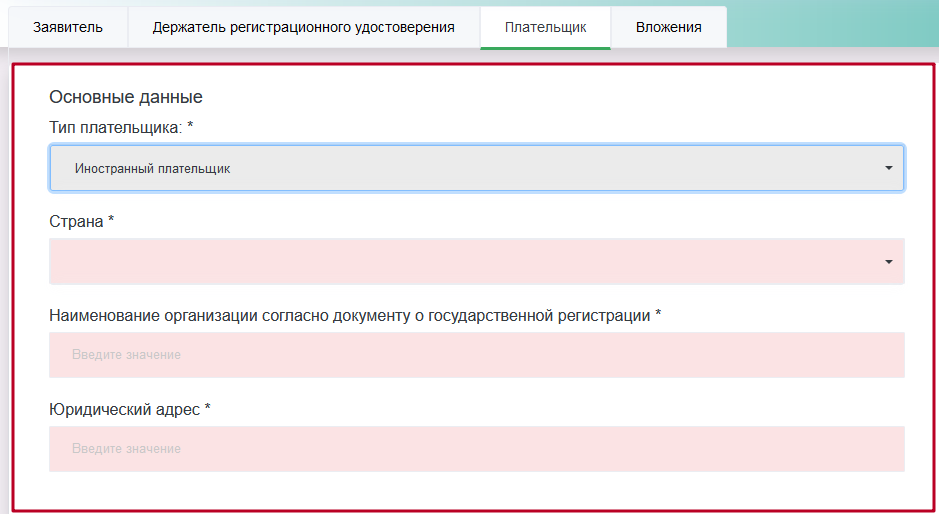 Заявитель Держатель регистрационного удостоверения Плательщик Вложения
Основные данные
Тип плательщика: *
Иностранный плательщик
Страна *
Наименование организации согласно документу о государственной регистрации *
Введите значение
Юридический адрес *
Введите значение